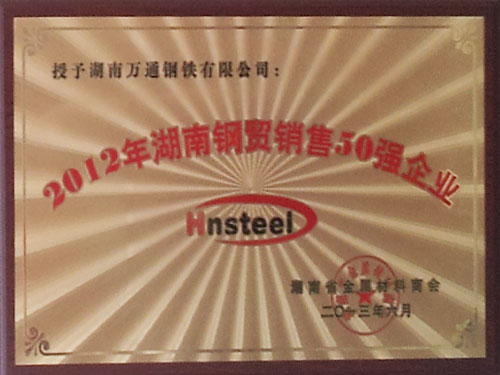 授予湖南万通钢铁有限公司：
2012年湖南钢贸销售50强企业
Hnsteel
湖南省金属材料商会
二〇一三年六月